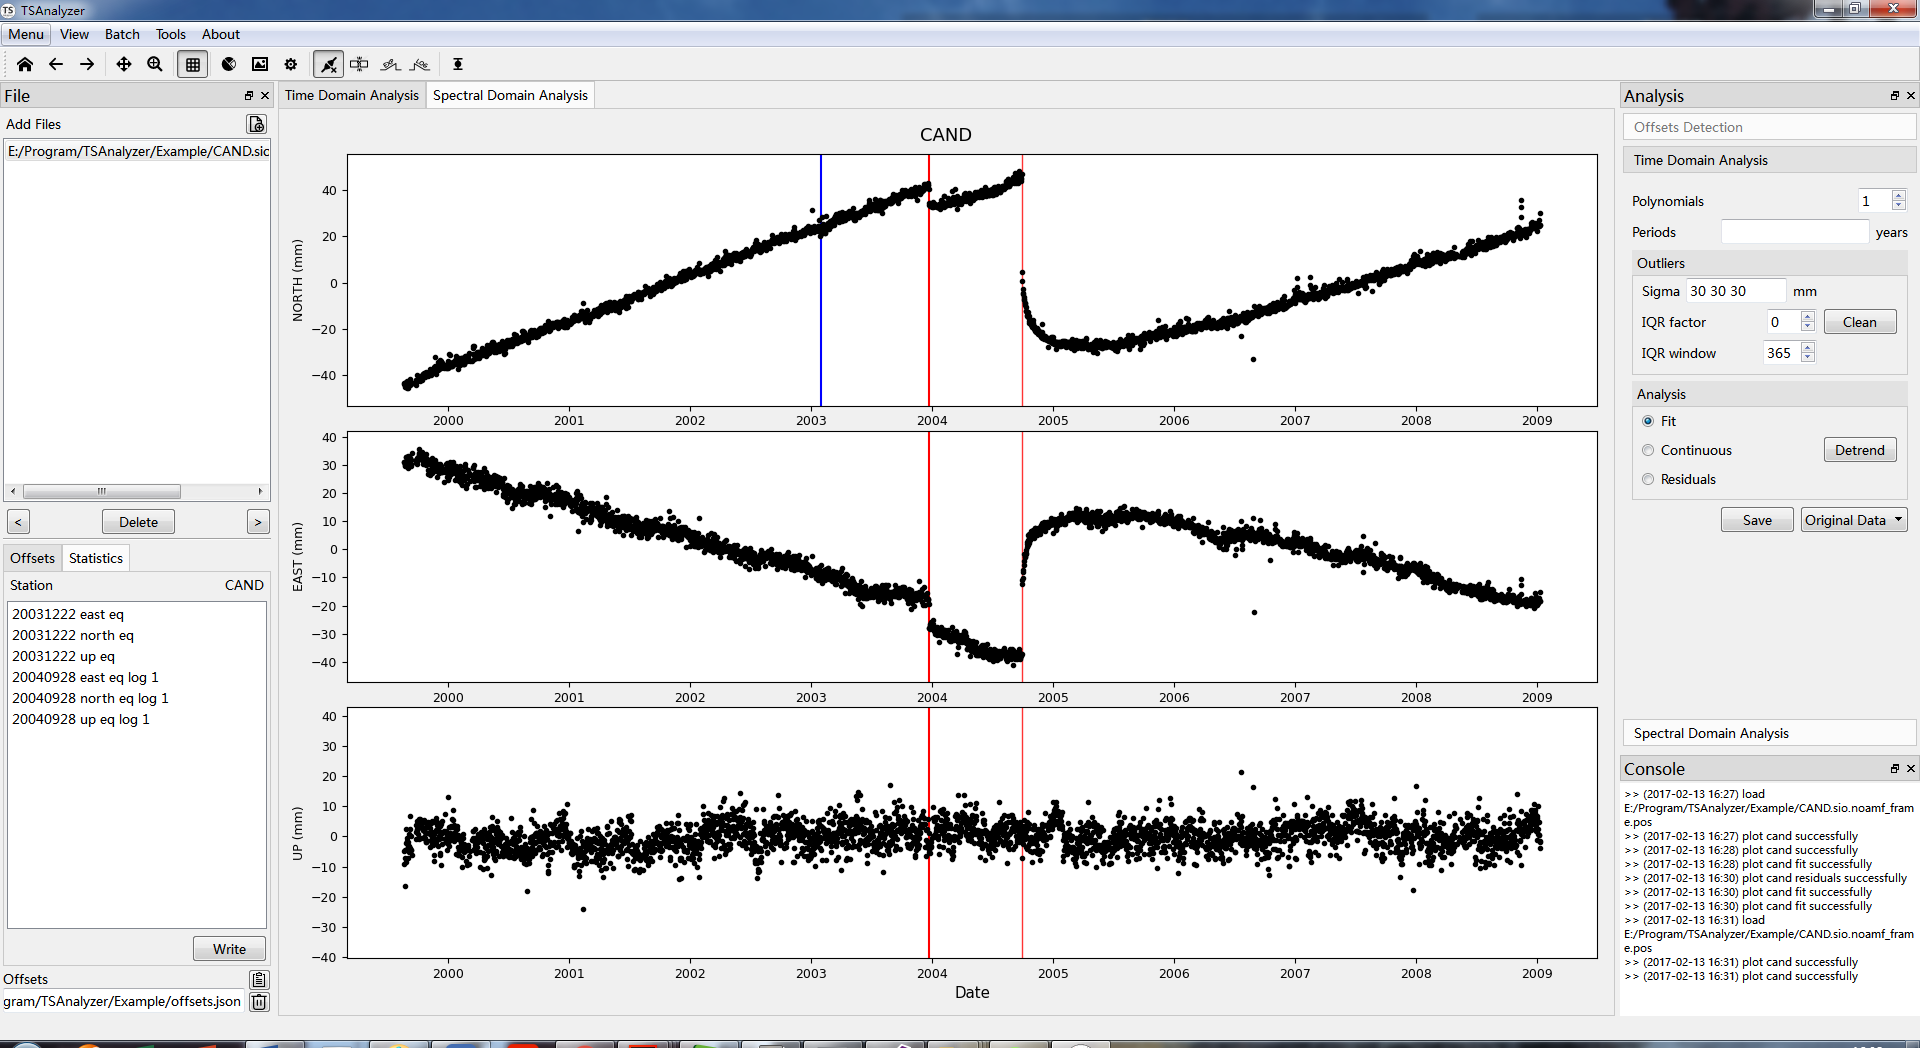 TS TSAnalyzer
Menu View Batch Tools About
File
Add Files
E:/Program/TSAnalyzer/Example/CAND.sio
< Delete >
Offsets Statistics
Station CAND
20031222 east eq
20031222 north eq
20031222 up eq
20040928 east eq log 1
20040928 north eq log 1
20040928 up eq log 1
Write
Offsets
gram/TSAnalyzer/Example/offsets.json
Time Domain Analysis Spectral Domain Analysis
CAND
NORTH (mm)
40
20
0
−20
−40
2000 2001 2002 2003 2004 2005 2006 2007 2008 2009
EAST (mm)
40
30
20
10
0
−10
−20
−30
−40
2000 2001 2002 2003 2004 2005 2006 2007 2008 2009
UP (mm)
40
30
20
10
0
−10
−20
−30
−40
2000 2001 2002 2003 2004 2005 2006 2007 2008 2009
Date
Analysis
Offsets Detection
Time Domain Analysis
Polynomials 1
Periods years
Outliers
Sigma 30 30 30 mm
IQR factor 0 Clean
IQR window 365
Analysis
Fit
Continuous Detrend
Residuals
Save Original Data
Spectral Domain Analysis
Console
>> (2017-02-13 16:27) load
E:/Program/TSAnalyzer/Example/CAND.sio.noamf_fram
e.pos
>> (2017-02-13 16:27) plot cand successfully
>> (2017-02-13 16:28) plot cand successfully
>> (2017-02-13 16:28) plot cand fit successfully
>> (2017-02-13 16:30) plot cand residuals successfully
>> (2017-02-13 16:30) plot cand fit successfully
>> (2017-02-13 16:30) plot cand fit successfully
>> (2017-02-13 16:31) load
E:/Program/TSAnalyzer/Example/CAND.sio.noamf_fram
e.pos
>> (2017-02-13 16:31) plot cand successfully
>> (2017-02-13 16:31) plot cand successfully